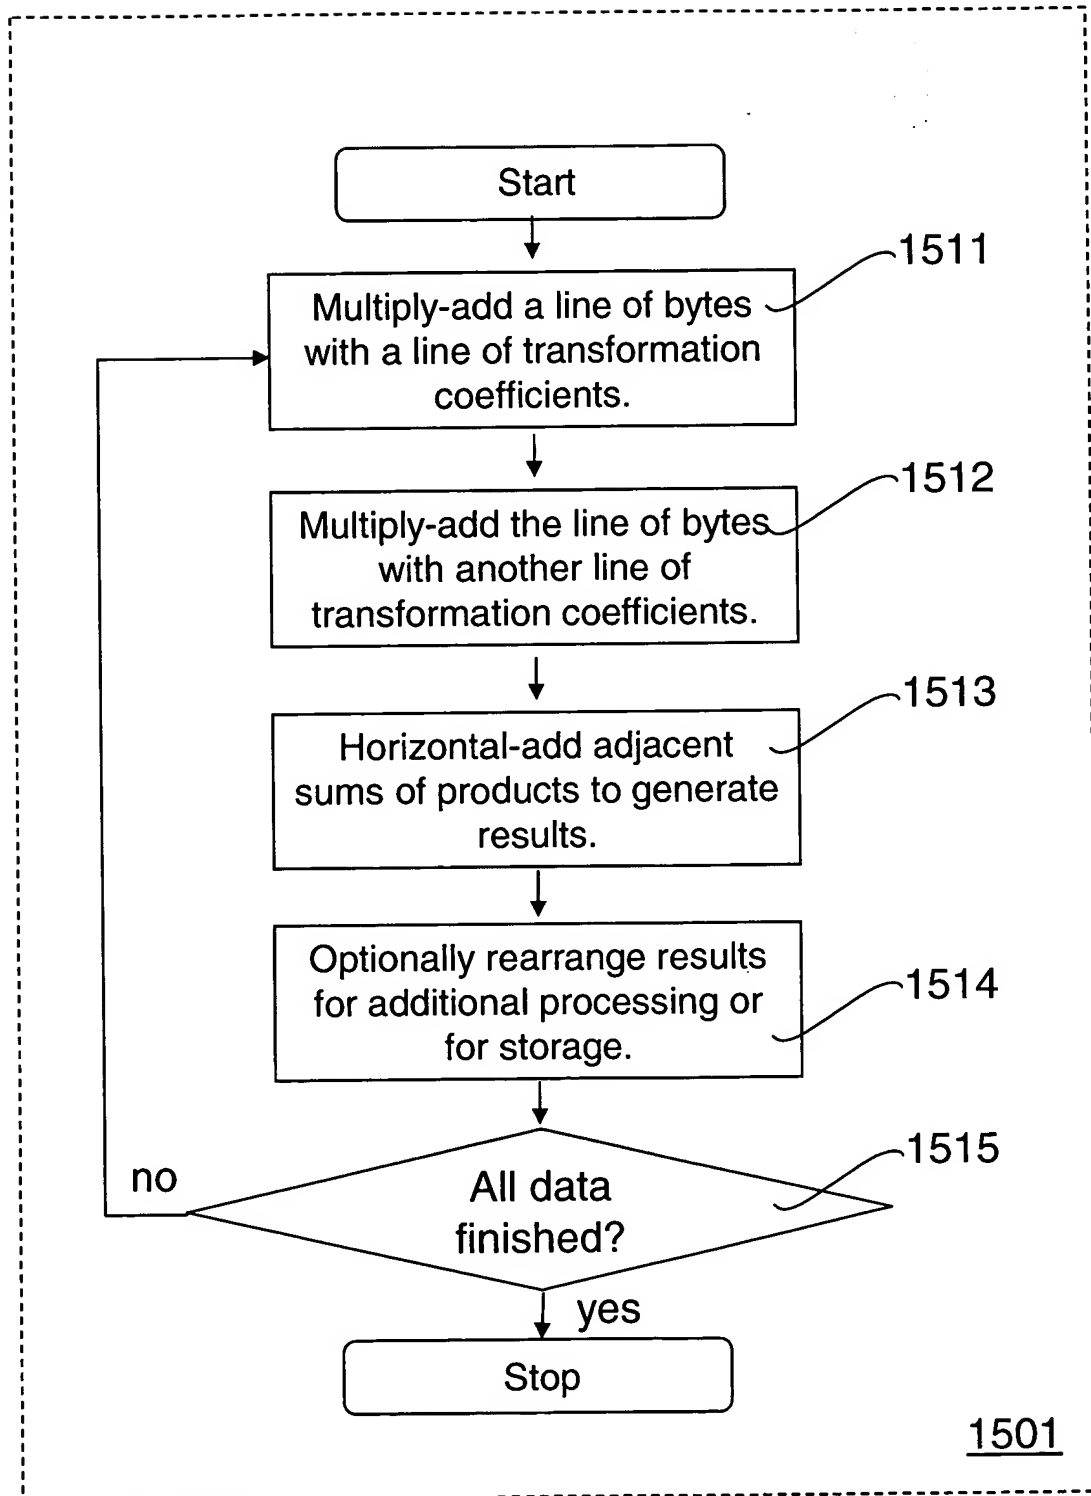 Start
1511
Multiply-add a line of bytes
with a line of transformation
coefficients.
1512
Multiply-add the line of bytes
with another line of
transformation coefficients.
1513
Horizontal-add adjacent
sums of products to generate
results.
Optionally rearrange results
for additional processing or
for storage.
1514
1515
no
All data
finished?
yes
Stop
1501